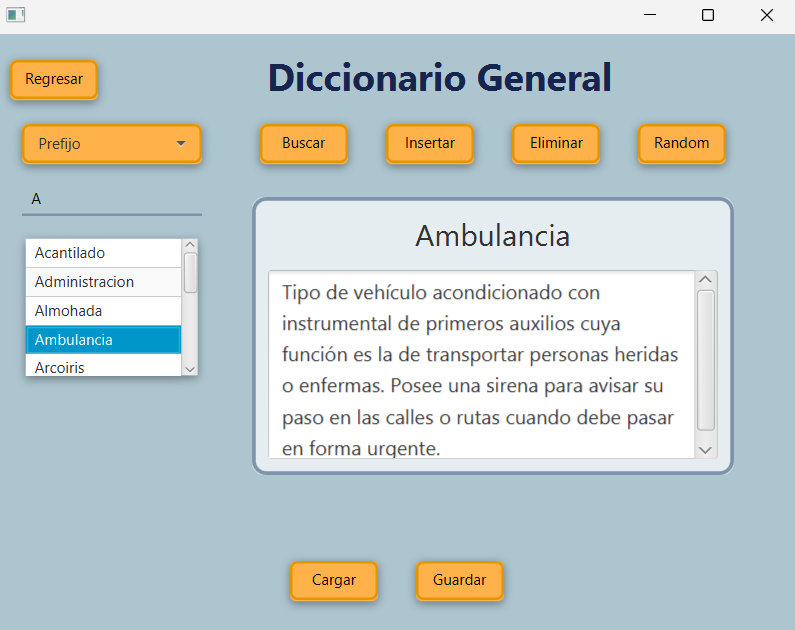 Regresar
Diccionario General
Prefijo
Buscar
Insertar
Eliminar
Random
A
Acantilado
Administracion
Almohada
Ambulancia
Arcoiris
Ambulancia
Tipo de vehículo acondicionado con
instrumental de primeros auxilios cuya
función es la de transportar personas heridas
o enfermas. Posee una sirena para avisar su
paso en las calles o rutas cuando debe pasar
en forma urgente.
Cargar
Guardar